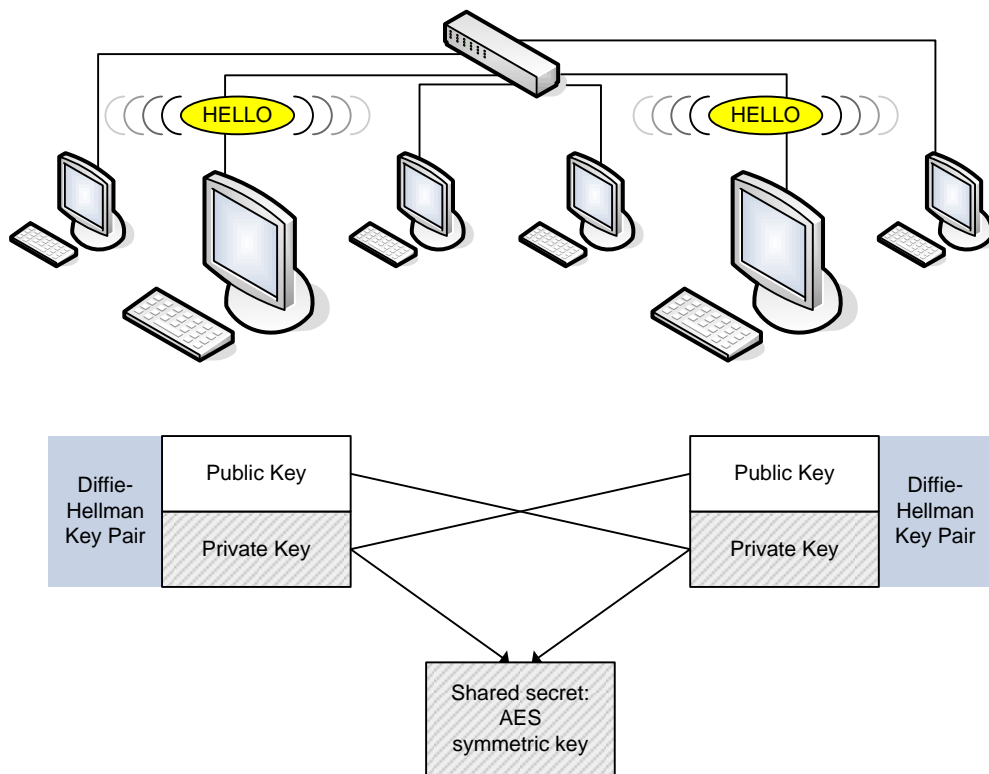 HELLO
HELLO
Diffie-
Hellman
Key Pair
Public Key
Private Key
Public Key
Private Key
Diffie-
Hellman
Key Pair
Shared secret:
AES
symmetric key